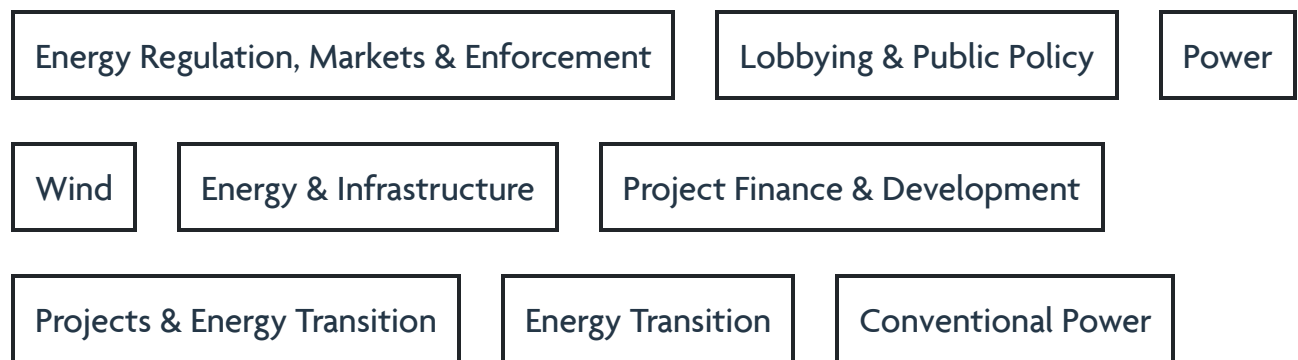 Energy Regulation, Markets & Enforcement Lobbying & Public Policy Power
Wind Energy & Infrastructure Project Finance & Development
Projects & Energy Transition Energy Transition Conventional Power